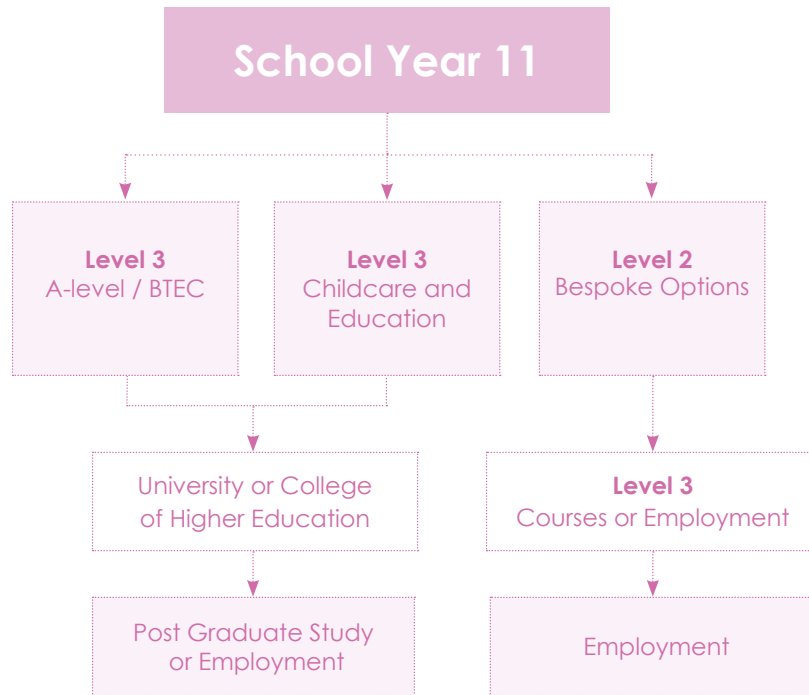 School Year 11
Level 3
A-level / BTEC
Level 3
Childcare and
Education
Level 2
Bespoke Options
University or College
of Higher Education
Level 3
Courses or Employment
Post Graduate Study
or Employment
Employment